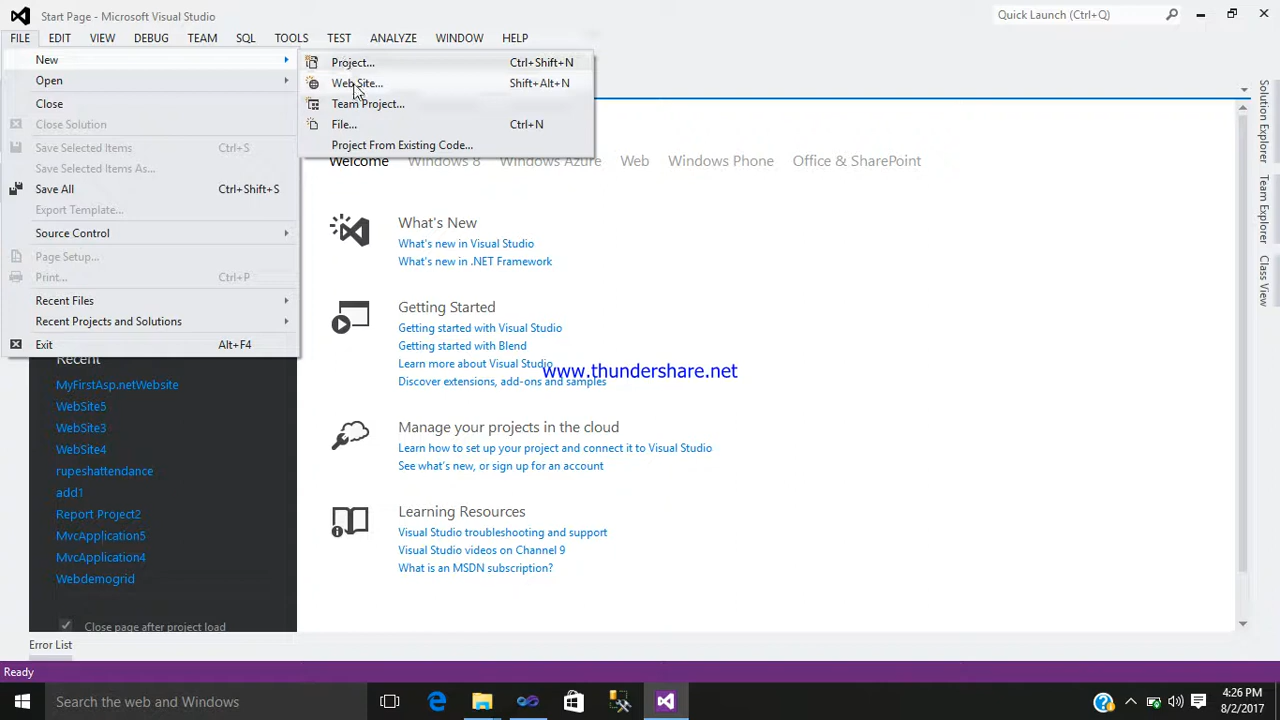 Start Page - Microsoft Visual Studio
Quick Launch (Ctrl+Q)
FILE EDIT VIEW DEBUG TEAM SQL TOOLS TEST ANALYZE WINDOW HELP
New
Open
Close
Close Solution
Save Selected Items Ctrl+S
Save Selected Items As...
Save All Ctrl+Shift+S
Export Template...
Source Control
Page Setup...
Print... Ctrl+P
Recent Files
Recent Projects and Solutions
Exit Alt+F4
Project... Ctrl+Shift+N
Web Site... Shift+Alt+N
Team Project...
File... Ctrl+N
Project From Existing Code...
Welcome Windows 8 Windows Azure Web Windows Phone Office & SharePoint
What's New
What's new in Visual Studio
What's new in .NET Framework
Getting Started
Getting started with Visual Studio
Getting started with Blend
Learn more about Visual Studio
Discover extensions, add-ons and samples
www.thundershare.net
Manage your projects in the cloud
Learn how to set up your project and connect it to Visual Studio
See what's new, or sign up for an account
Learning Resources
Visual Studio troubleshooting and support
Visual Studio videos on Channel 9
What is an MSDN subscription?
Recent
MyFirstAsp.netWebsite
WebSite5
WebSite3
WebSite4
rupeshattendance
add1
Report Project2
MvcApplication5
MvcApplication4
Webdemogrid
Close page after project load
Solution Explorer
Team Explorer
Class View
Error List
Ready
Search the web and Windows
4:26 PM
8/2/2017